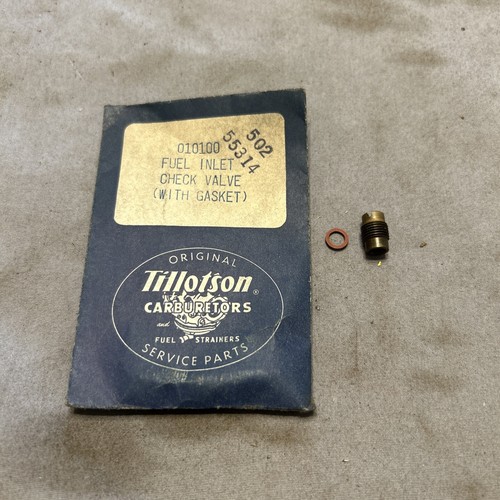 010100
FUEL INLET
CHECK VALVE
(WITH GASKET)
502
55314
ORIGINAL
Tillotson®
CARBURETORS
and
FUEL STRAINERS
SERVICE PARTS